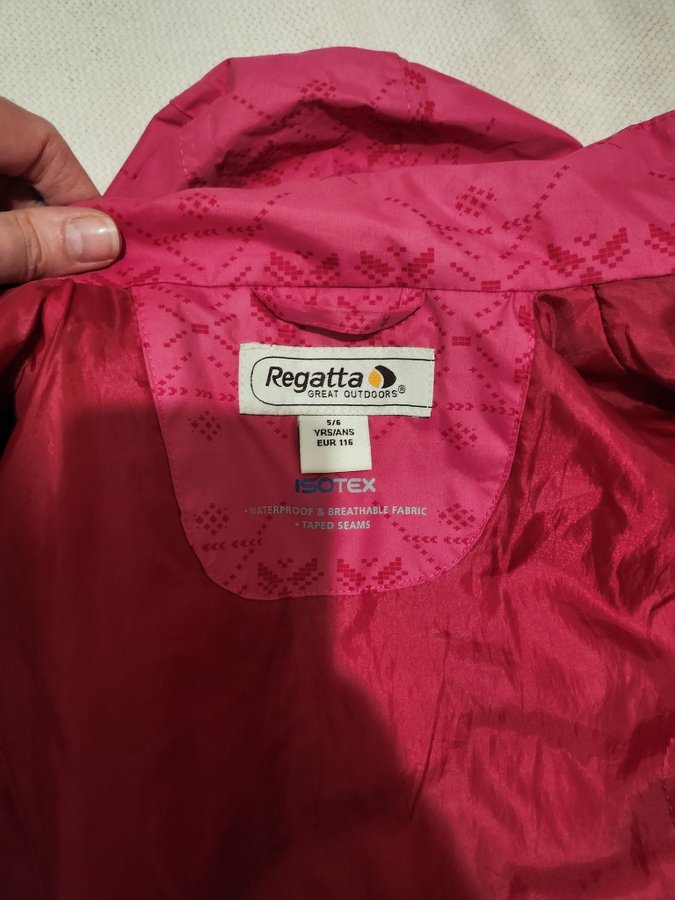 Regatta
GREAT OUTDOORS®
5/6
YRS/ANS
EUR 116
ISOTEX
• WATERPROOF & BREATHABLE FABRIC
• TAPED SEAMS